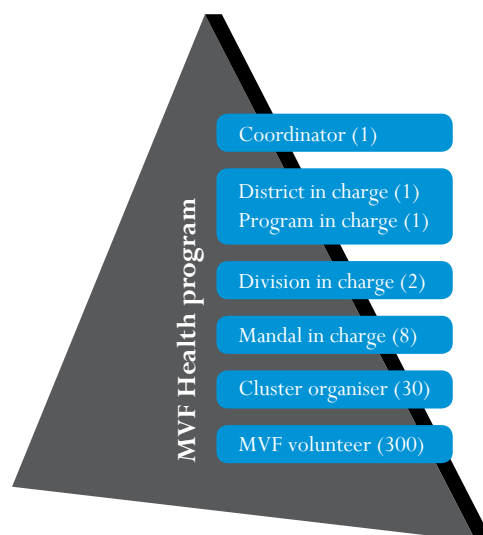 Coordinator (1)
District in charge (1)
Program in charge (1)
Division in charge (2)
Mandal in charge (8)
Cluster organiser (30)
MVF volunteer (300)
MVF Health program